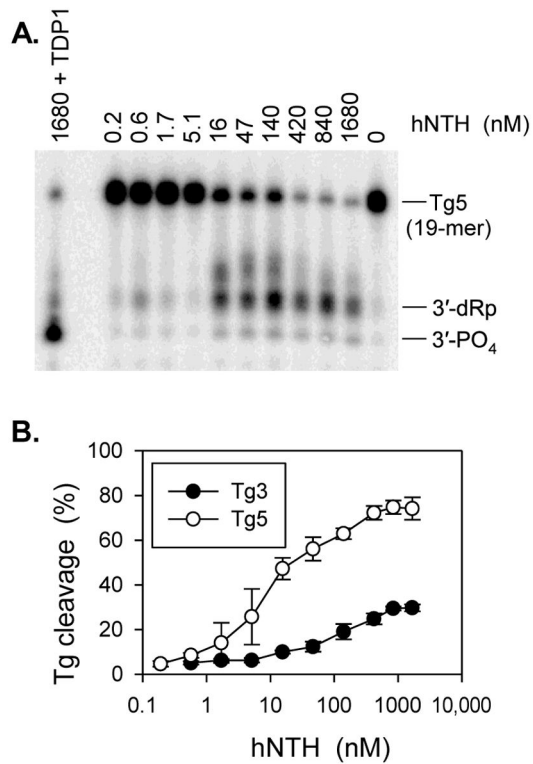 A.
1680 + TDP1
0.2
0.6
1.7
5.1
16
47
140
420
840
1680
0
hNTH (nM)
Tg5
(19-mer)
3′-dRp
3′-PO₄
B.
100
80
60
40
20
0
Tg cleavage (%)
Tg3
Tg5
0.1
1
10
100
1000
10,000
hNTH (nM)